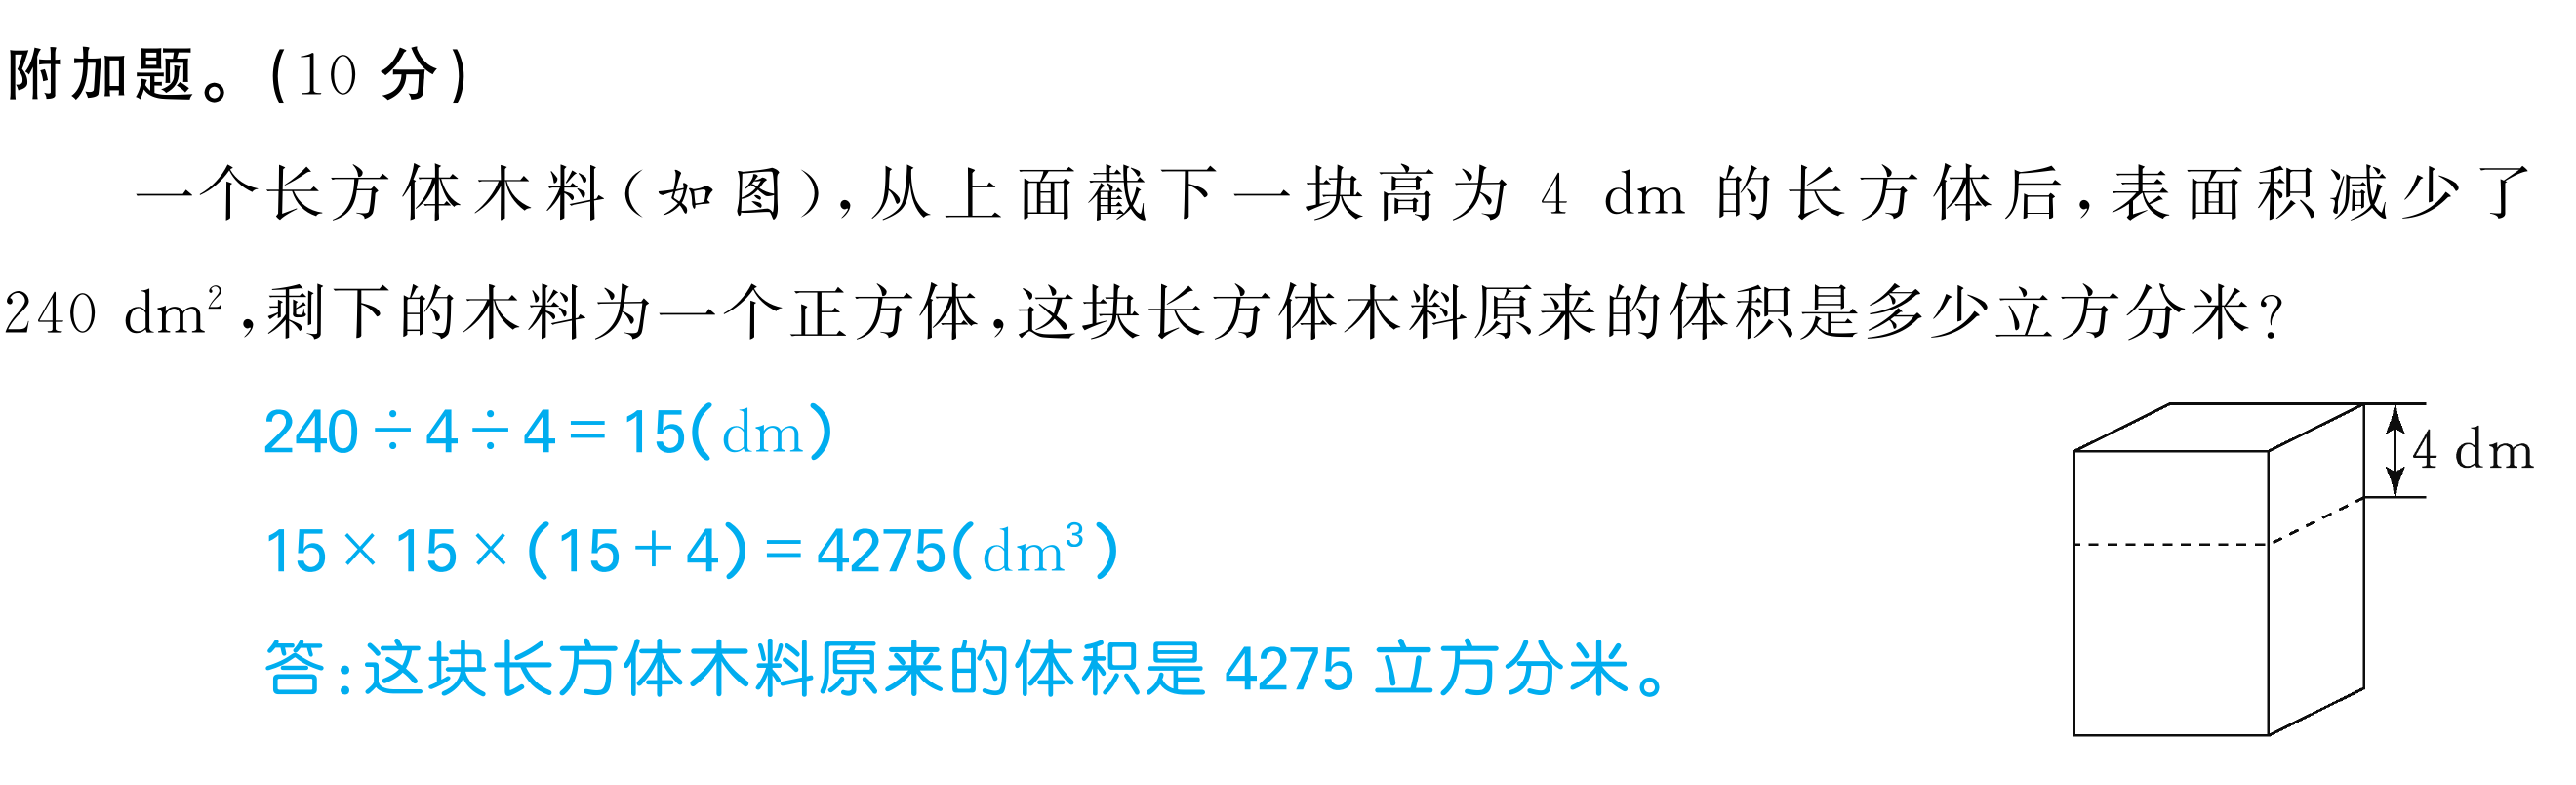 附加题。(10 分)
一个长方体木料(如图),从上面截下一块高为 4 dm 的长方体后,表面积减少了
240 dm²,剩下的木料为一个正方体,这块长方体木料原来的体积是多少立方分米?
240÷4÷4=15(dm)
4 dm
15×15×(15+4)=4275(dm³)
答:这块长方体木料原来的体积是 4275 立方分米。